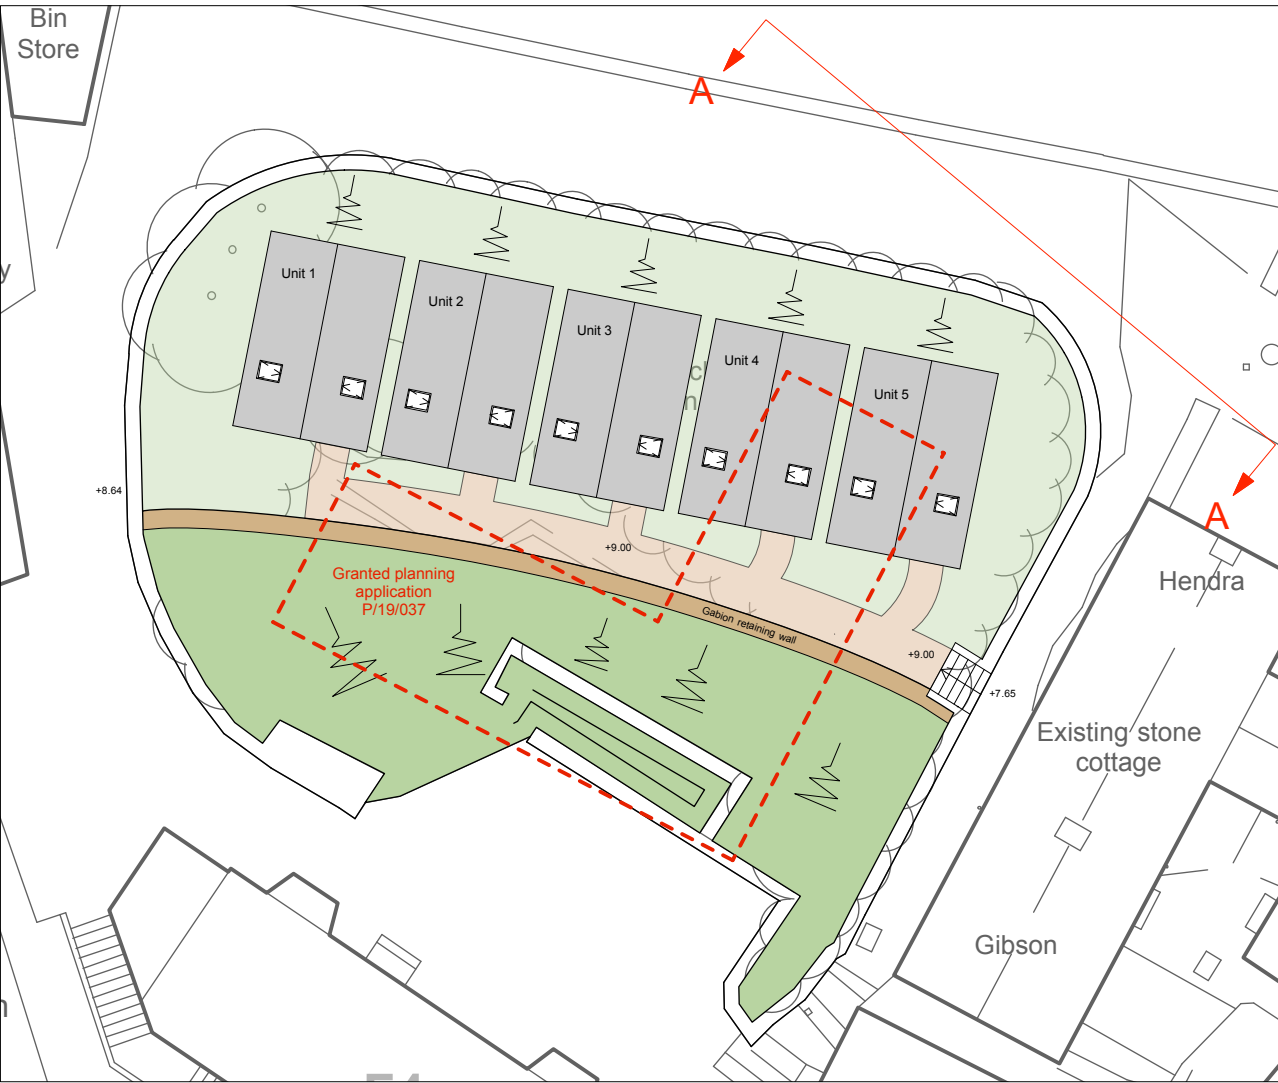 Bin
Store
A
Unit 1
Unit 2
Unit 3
Unit 4
Unit 5
+8.64
+9.00
Granted planning
application
P/19/037
Gabion retaining wall
+9.00
+7.65
A
Hendra
Existing stone
cottage
Gibson